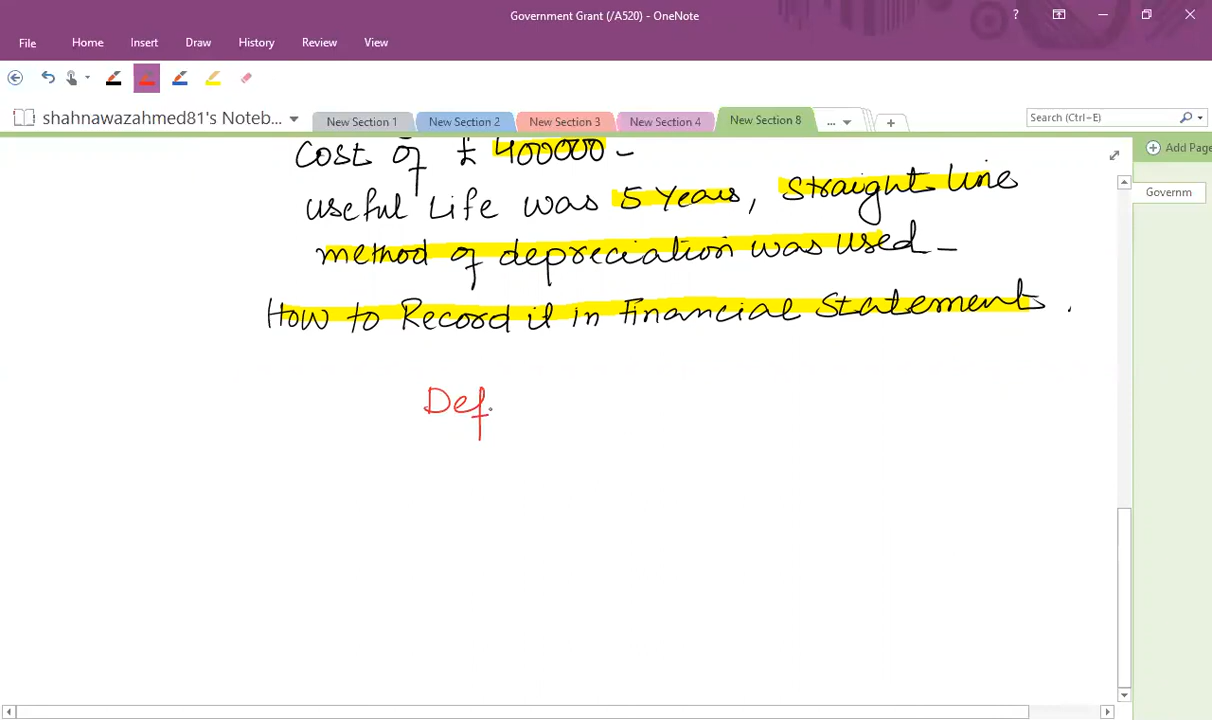 Government Grant (/A520) - OneNote
File Home Insert Draw History Review View
shahnawazahmed81's Noteb... New Section 1 New Section 2 New Section 3 New Section 4 New Section 8 ... Search (Ctrl+E)
Add Page
Governm
Cost of £ 400000 -
useful Life was 5 Years, Straight line
method of depreciation was used -
How to Record it in Financial Statements.
Def